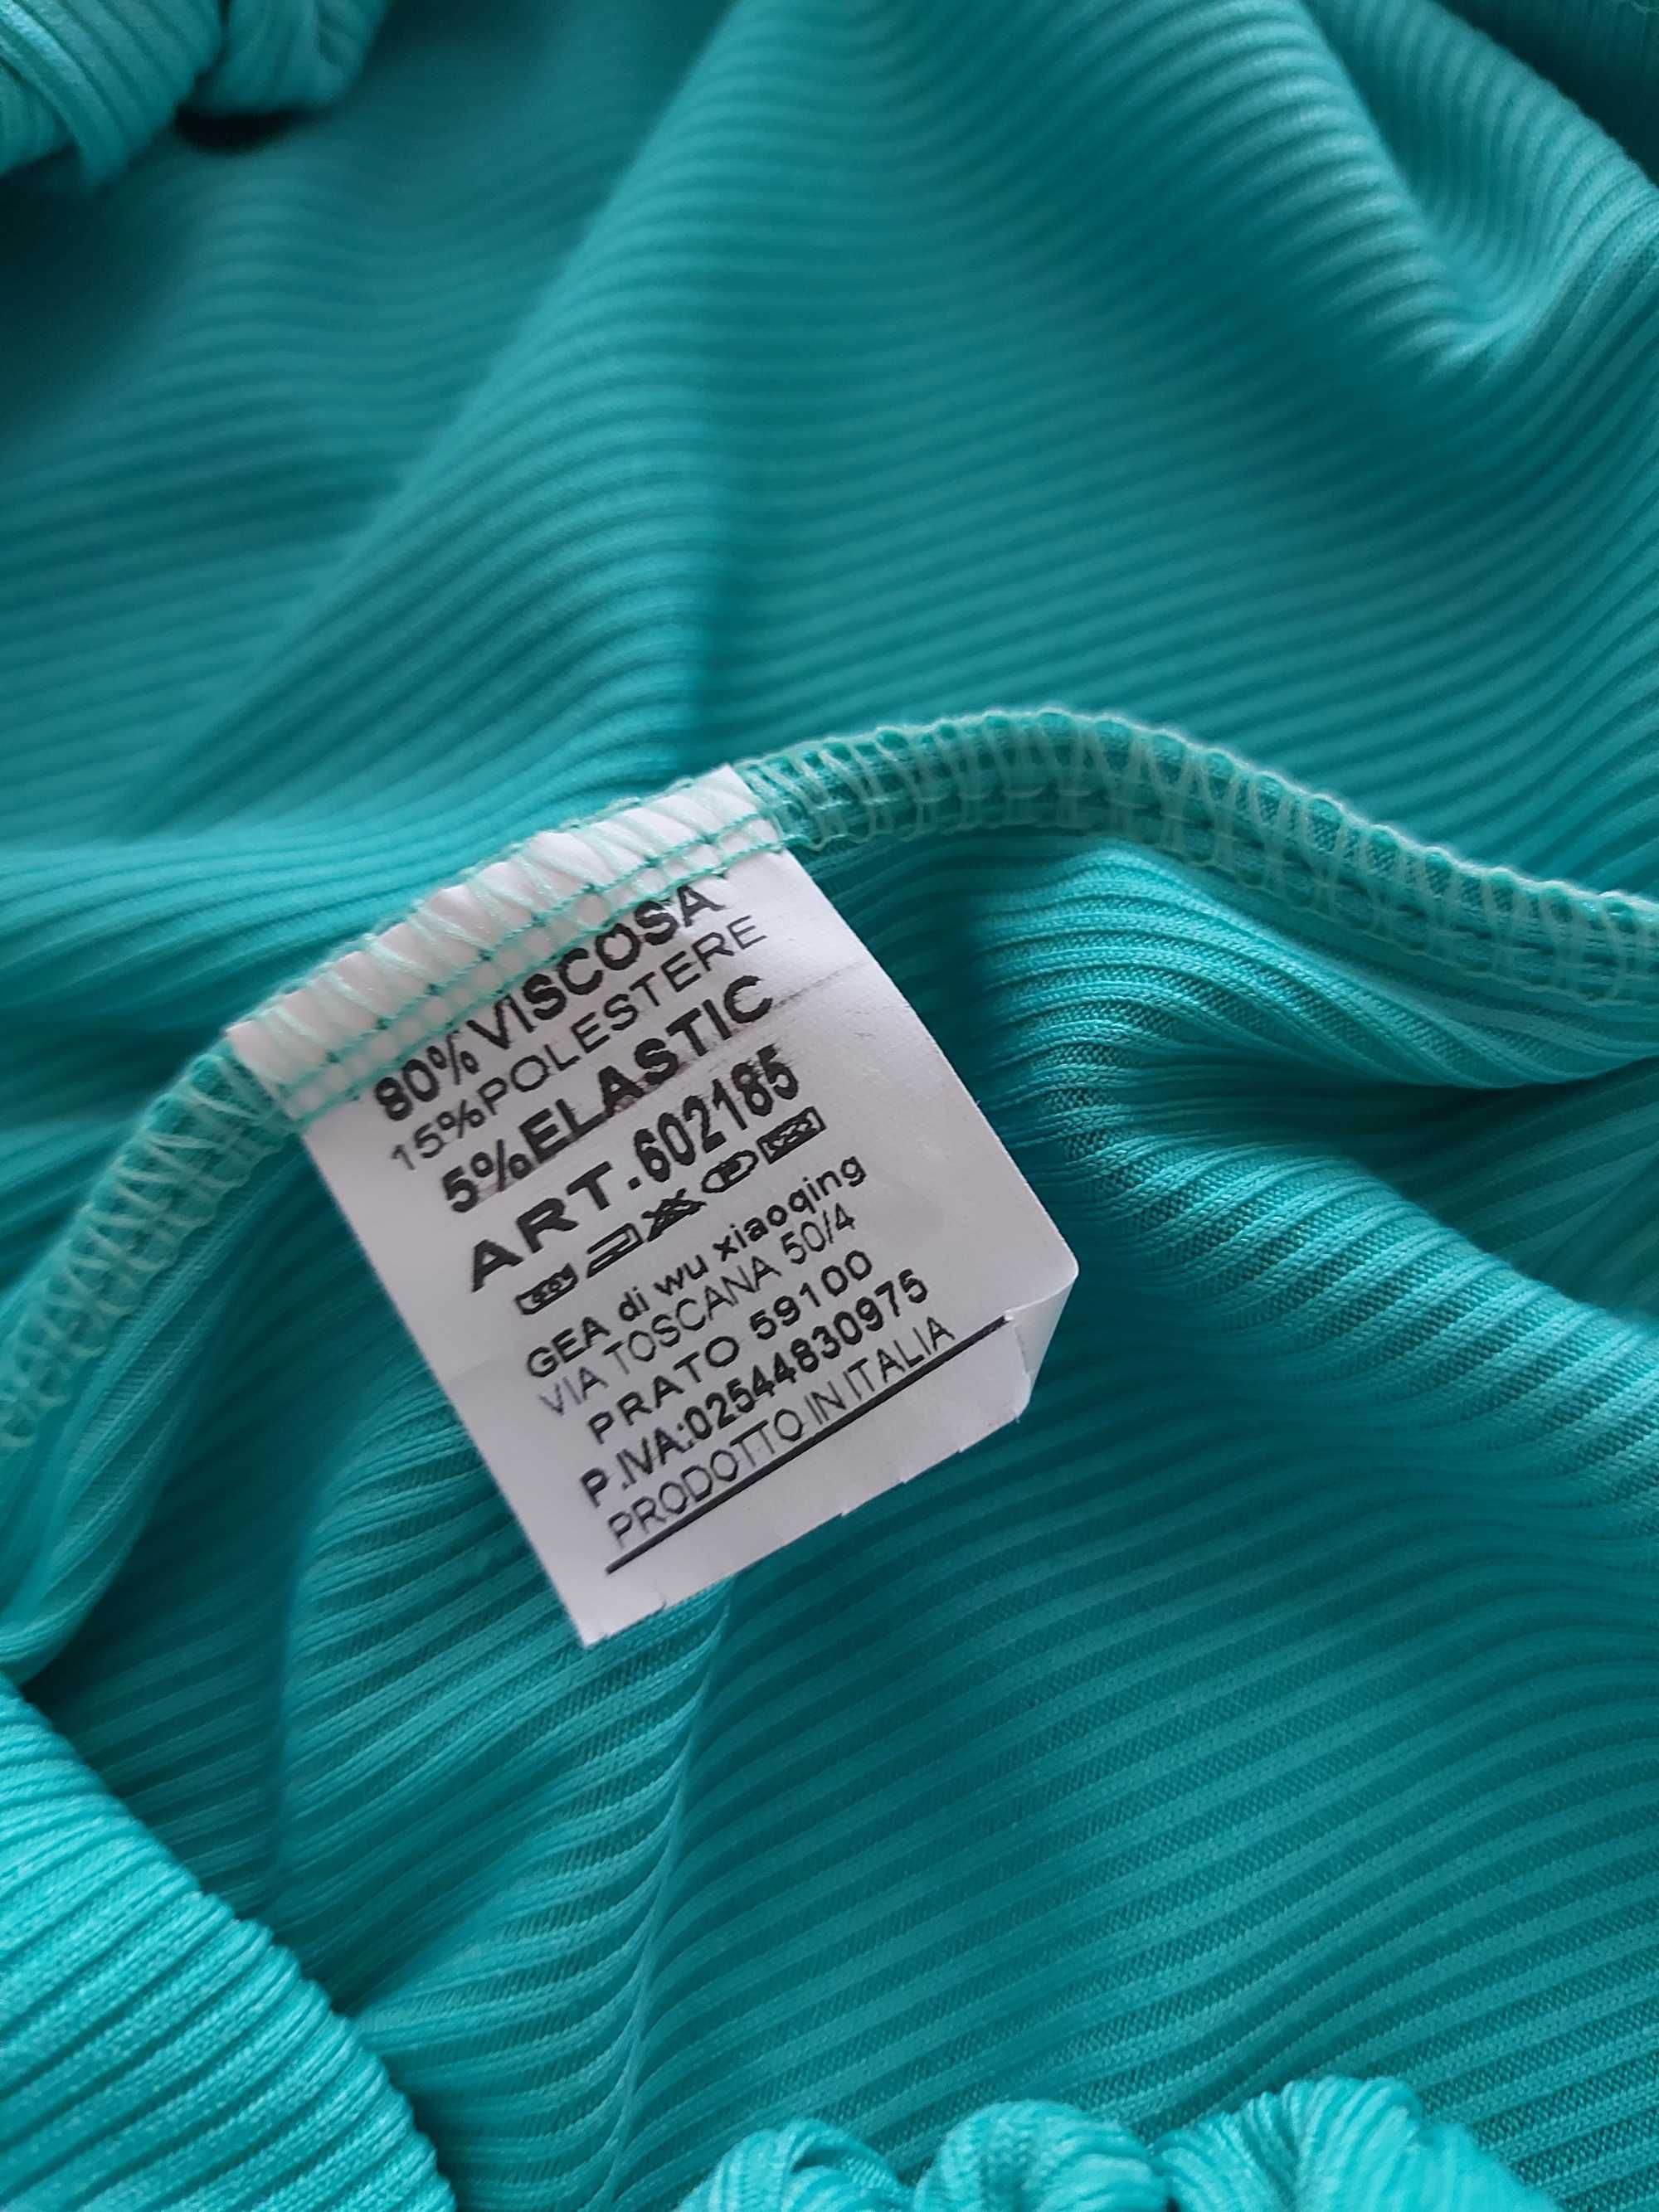 80%VISCOSA
15%POLESTERE
5%ELASTIC
ART.602185
GEA di wu xiaoqing
VIA TOSCANA 50/4
PRATO 59100
P.IVA:02544830975
PRODOTTO IN ITALIA